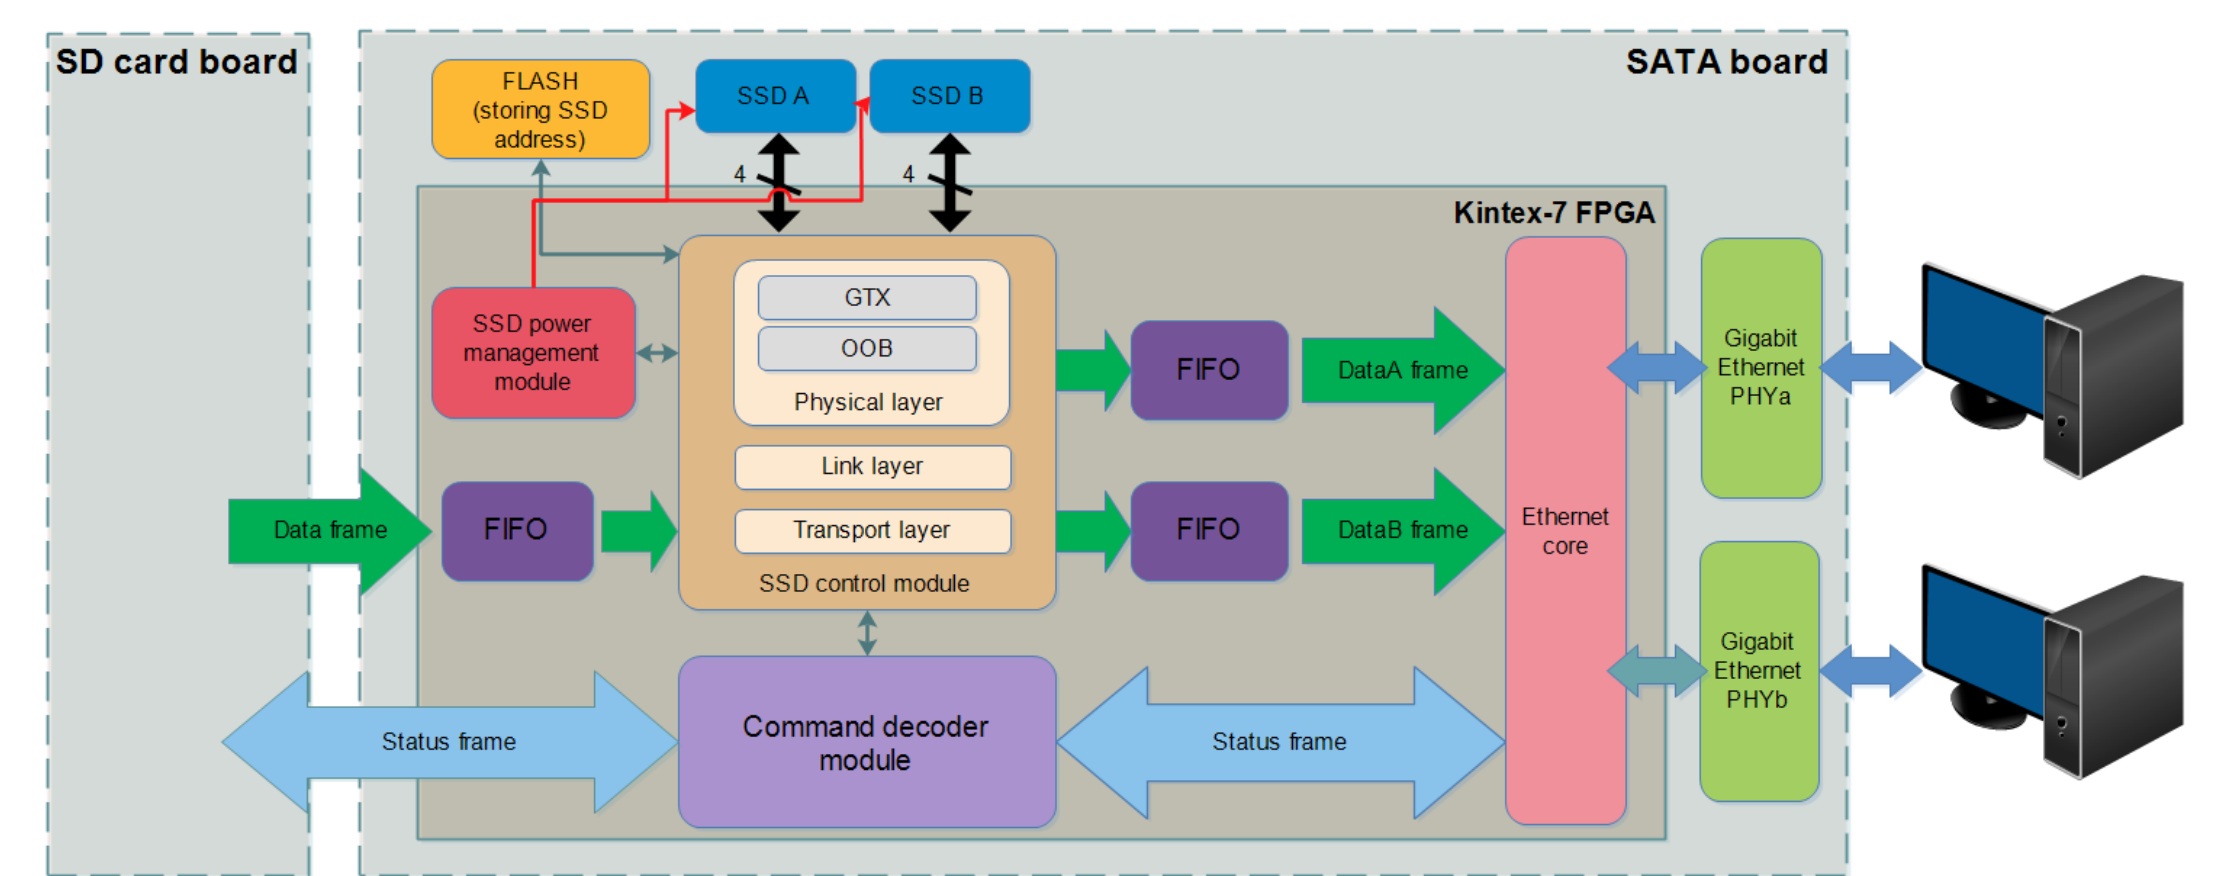 SD card board
SATA board
FLASH
(storing SSD
address)
SSD A
SSD B
4
4
Kintex-7 FPGA
GTX
OOB
Physical layer
Link layer
Transport layer
SSD control module
SSD power
management
module
Data frame
FIFO
FIFO
DataA frame
FIFO
DataB frame
Ethernet
core
Gigabit
Ethernet
PHYa
Gigabit
Ethernet
PHYb
Status frame
Command decoder
module
Status frame